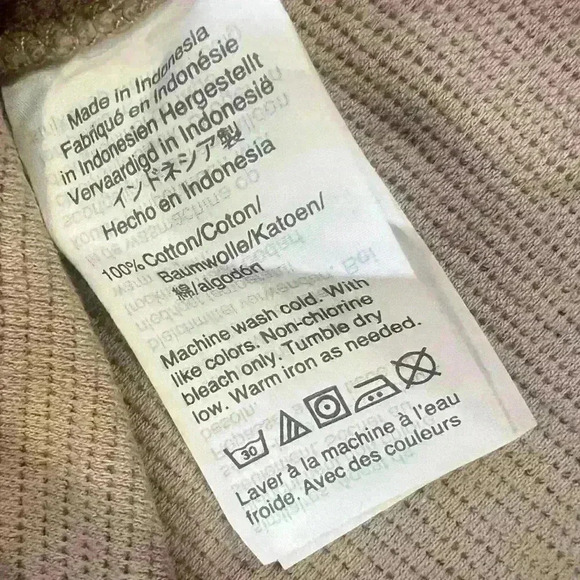 Made in Indonesia
Fabriqué en Indonésie
in Indonésien Hergestellt
Vervaardigd in Indonesië
インドネシア製
Hecho en Indonesia
100% Cotton/Coton/
Baumwolle/Katoen/
綿/algodón
Machine wash cold. With
like colors. Non-chlorine
bleach only. Tumble dry
low. Warm iron as needed.
30
Laver à la machine à l'eau
froide. Avec des couleurs